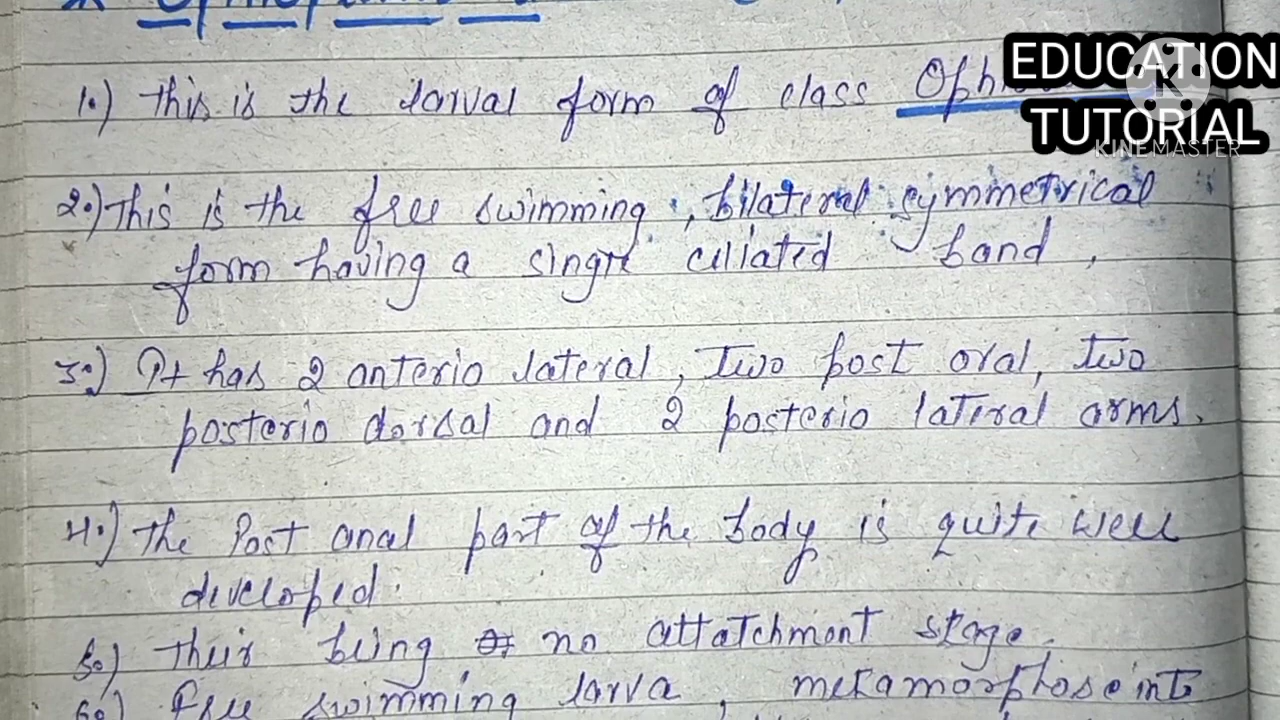 1.) This is the larval form of class
EDUCATION
TUTORIAL
KINEMASTER
2.) This is the free swimming, bilateral symmetrical
form having a single ciliated band,
3.) It has 2 anterio lateral, Two post oral, two
posterio dorsal and 2 posterio lateral arms.
4.) The Post anal part of the body is quite well
developed.
5.) Their being no attatchment stage,
6.) Free swimming larva, metamorphose into